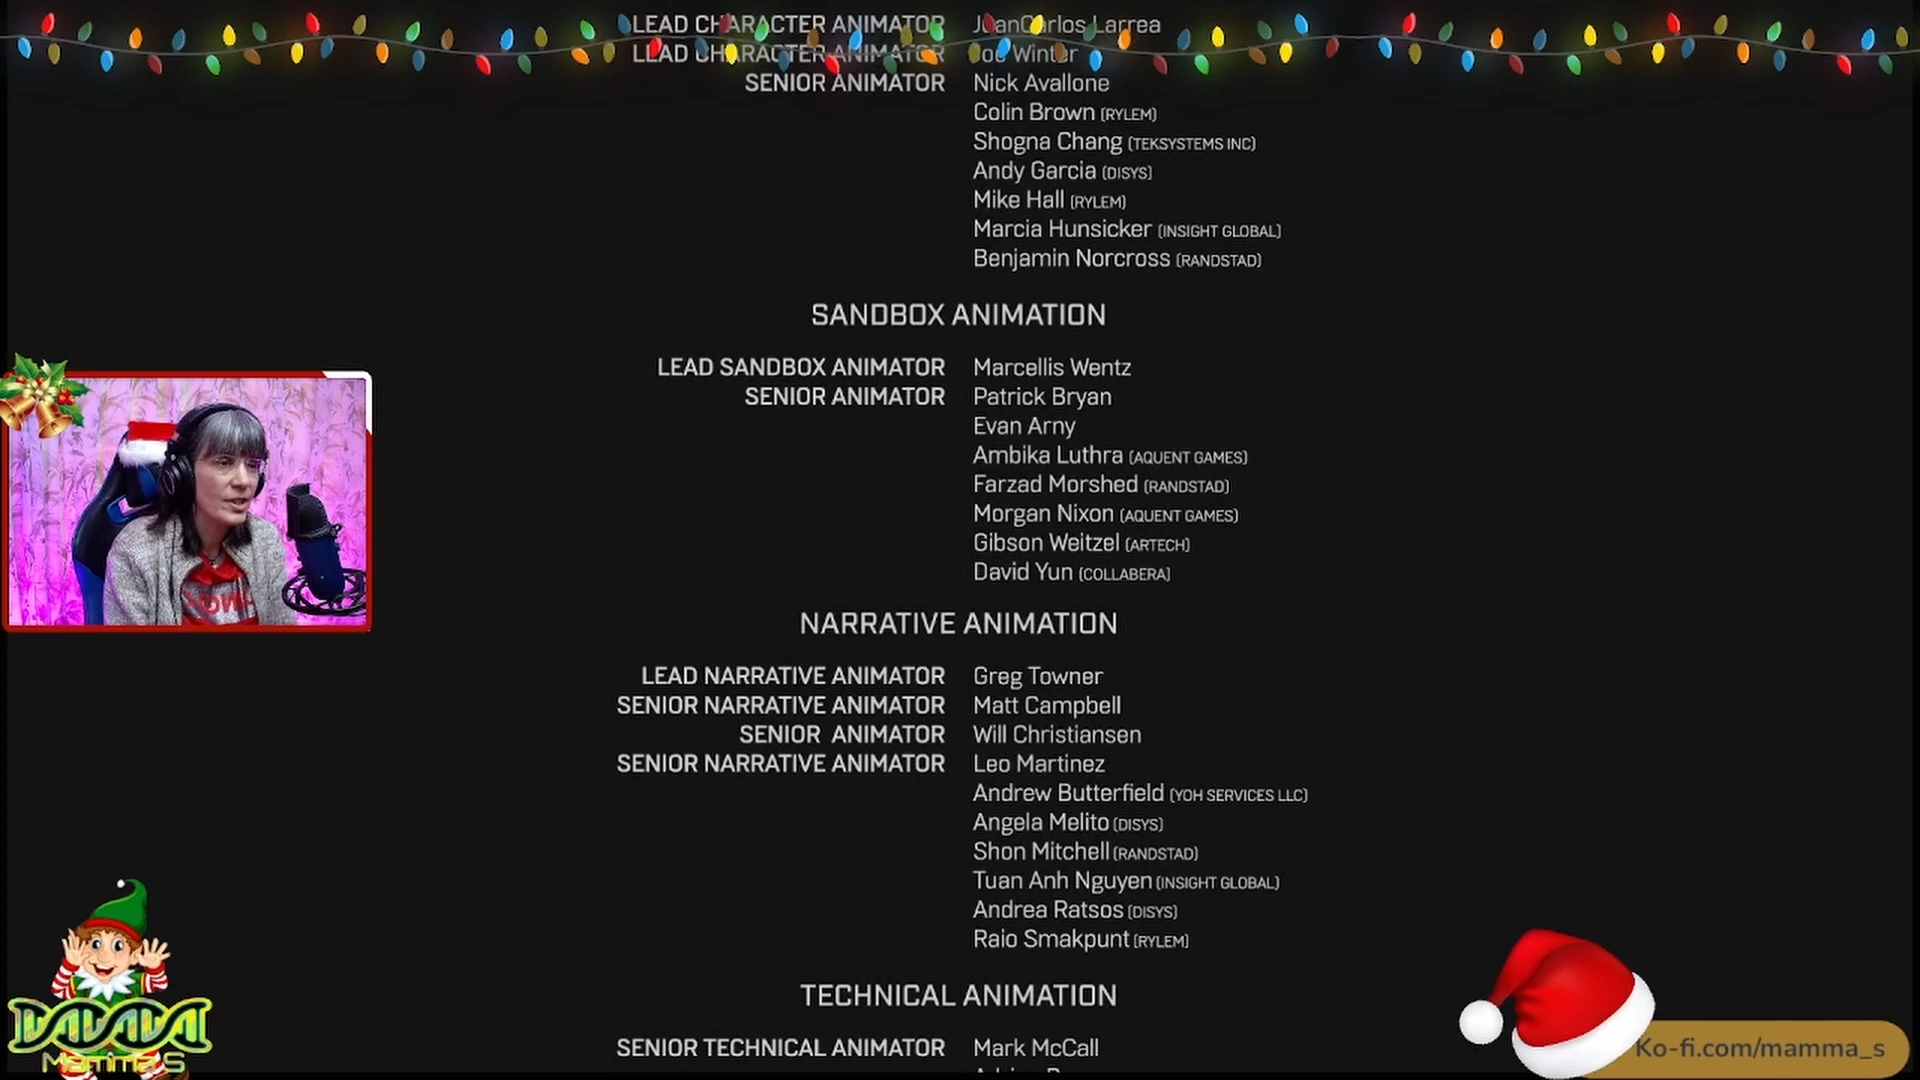 LEAD CHARACTER ANIMATOR JuanCarlos Larrea
LEAD CHARACTER ANIMATOR Joe Winter
SENIOR ANIMATOR Nick Avallone
Colin Brown (RYLEM)
Shogna Chang (TEKSYSTEMS INC)
Andy Garcia (DISYS)
Mike Hall (RYLEM)
Marcia Hunsicker (INSIGHT GLOBAL)
Benjamin Norcross (RANDSTAD)
SANDBOX ANIMATION
LEAD SANDBOX ANIMATOR Marcellis Wentz
SENIOR ANIMATOR Patrick Bryan
Evan Arny
Ambika Luthra (AQUENT GAMES)
Farzad Morshed (RANDSTAD)
Morgan Nixon (AQUENT GAMES)
Gibson Weitzel (ARTECH)
David Yun (COLLABERA)
NARRATIVE ANIMATION
LEAD NARRATIVE ANIMATOR Greg Towner
SENIOR NARRATIVE ANIMATOR Matt Campbell
SENIOR ANIMATOR Will Christiansen
SENIOR NARRATIVE ANIMATOR Leo Martinez
Andrew Butterfield (YOH SERVICES LLC)
Angela Melito (DISYS)
Shon Mitchell (RANDSTAD)
Tuan Anh Nguyen (INSIGHT GLOBAL)
Andrea Ratsos (DISYS)
Raio Smakpunt (RYLEM)
TECHNICAL ANIMATION
SENIOR TECHNICAL ANIMATOR Mark McCall
Mamma S
Ko-fi.com/mamma_s